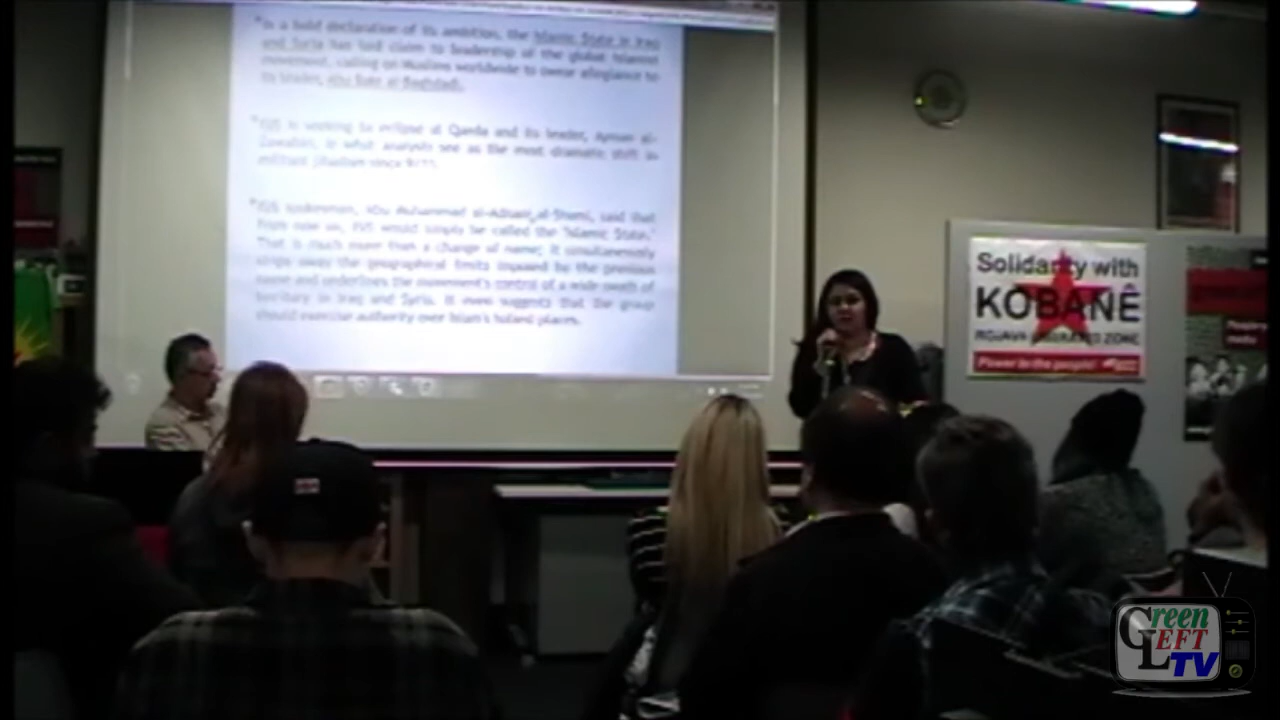 "In a bold declaration of its ambition, the Islamic State in Iraq
and Syria has laid claim to leadership of the global Islamist
movement, calling on Muslims worldwide to swear allegiance to
its leader, Abu Bakr al-Baghdadi.
ISIS is seeking to eclipse al Qaeda and its leader, Ayman al-
Zawahiri, in what analysts see as the most dramatic shift in
militant jihadism since 9/11.
ISIS spokesman, Abu Muhammad al-Adnani al-Shami, said that
from now on, ISIS would simply be called the "Islamic State."
That is much more than a change of name; it simultaneously
strips away the geographical limits implied by the previous
name and underlines the movement's control of a wide swath of
territory in Iraq and Syria. It even suggests that the group
should exercise authority over Islam's holiest places.
Solidarity with
KOBANÊ
ROJAVA LIBERATED ZONE
Power to the people!
Green
LEFT
TV